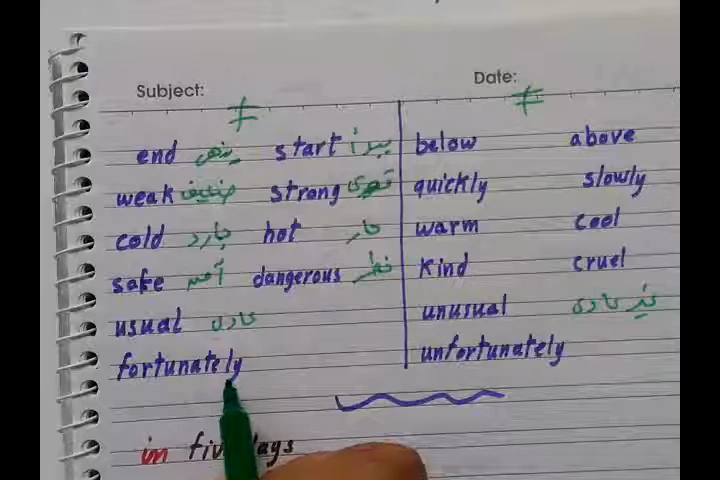 Subject: Date:
≠ ≠
end ينهي start يبدأ below above
weak ضعيف strong قوي quickly slowly
cold بارد hot حار warm cool
safe آمن dangerous خطر kind cruel
usual عادي unusual غير عادي
fortunately unfortunately
in five days